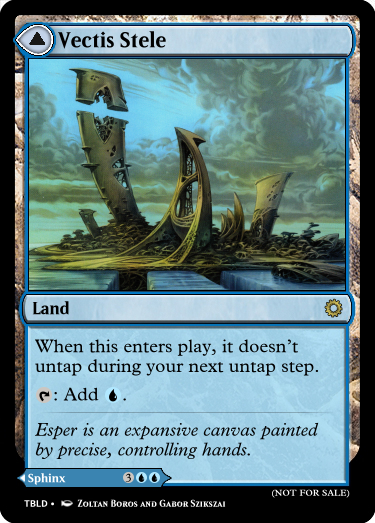 Vectis Stele
Land
When this enters play, it doesn't
untap during your next untap step.
: Add .
Esper is an expansive canvas painted
by precise, controlling hands.
Sphinx 3
(NOT FOR SALE)
TBLD • Zoltan Boros and Gabor Szikszai